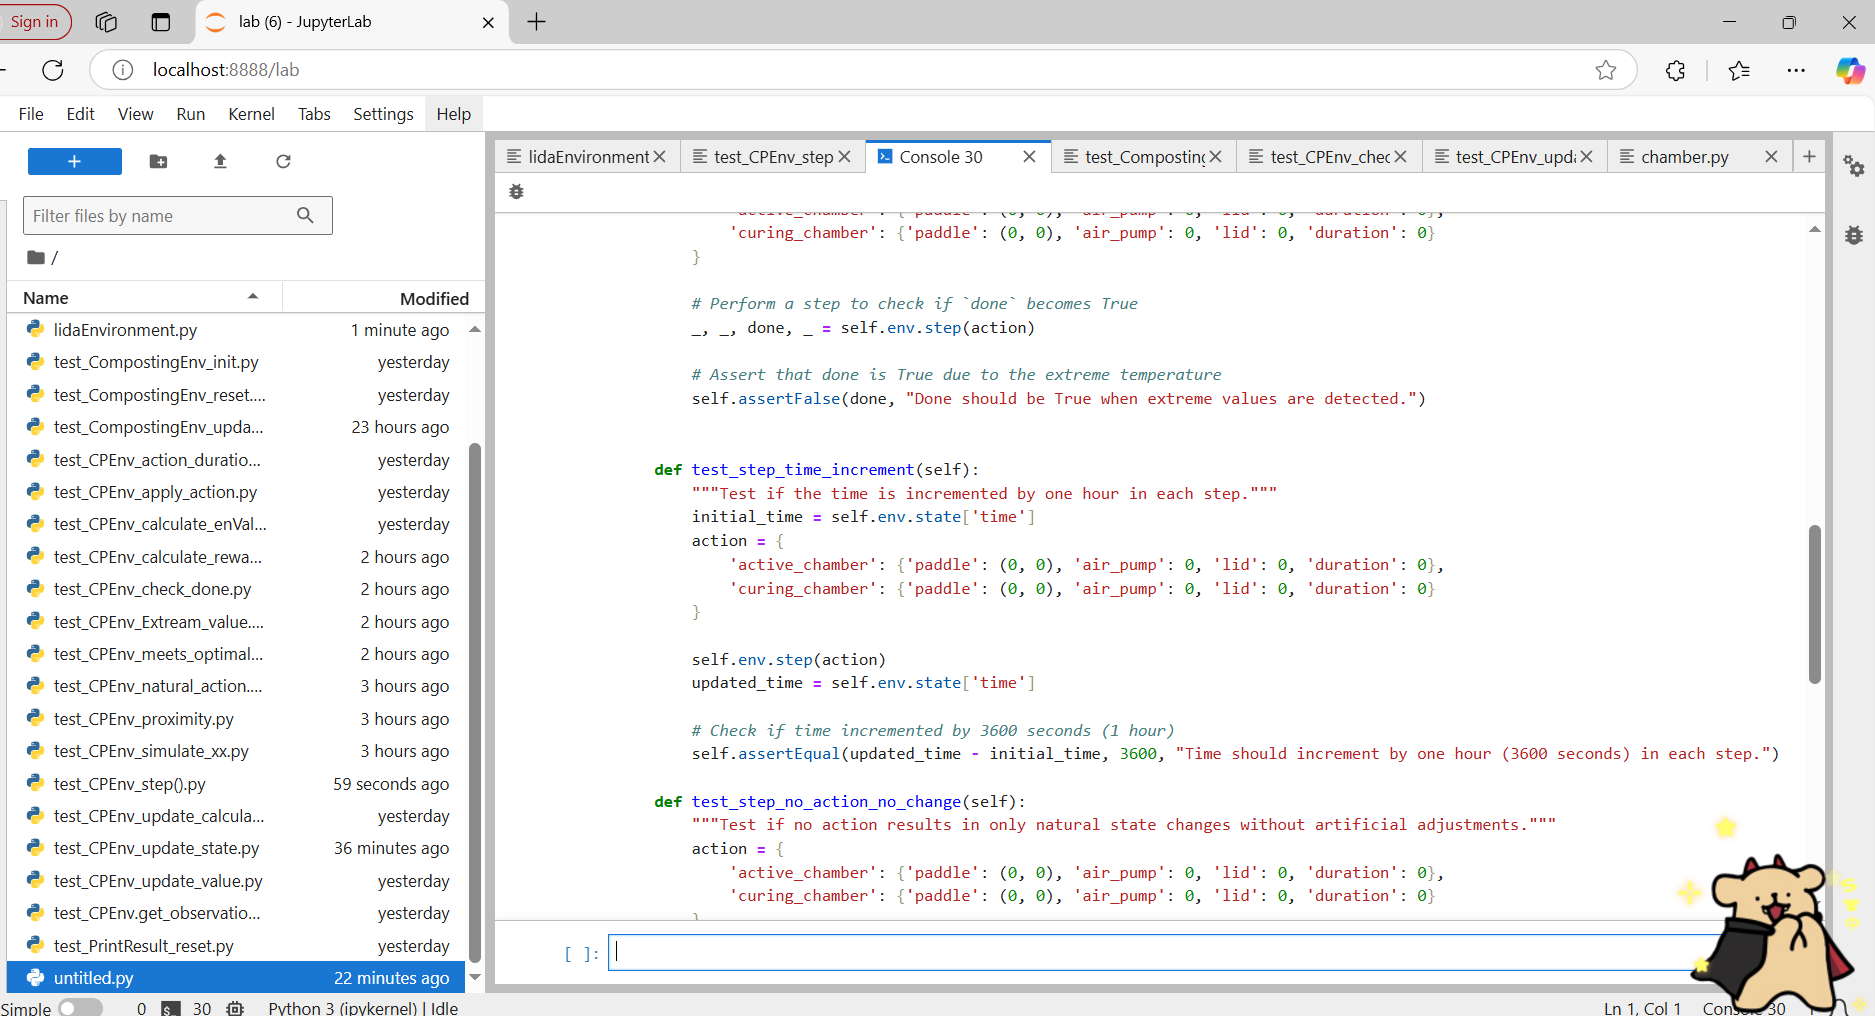 Sign in
lab (6) - JupyterLab
localhost:8888/lab
File Edit View Run Kernel Tabs Settings Help
Filter files by name
/
Name Modified
lidaEnvironment.py 1 minute ago
test_CompostingEnv_init.py yesterday
test_CompostingEnv_reset.... yesterday
test_CompostingEnv_upda... 23 hours ago
test_CPEnv_action_duratio... yesterday
test_CPEnv_apply_action.py yesterday
test_CPEnv_calculate_enVal... yesterday
test_CPEnv_calculate_rewa... 2 hours ago
test_CPEnv_check_done.py 2 hours ago
test_CPEnv_Extream_value.... 2 hours ago
test_CPEnv_meets_optimal... 2 hours ago
test_CPEnv_natural_action.... 3 hours ago
test_CPEnv_proximity.py 3 hours ago
test_CPEnv_simulate_xx.py 3 hours ago
test_CPEnv_step().py 59 seconds ago
test_CPEnv_update_calcula... yesterday
test_CPEnv_update_state.py 36 minutes ago
test_CPEnv_update_value.py yesterday
test_CPEnv.get_observatio... yesterday
test_PrintResult_reset.py yesterday
untitled.py 22 minutes ago
lidaEnvironment test_CPEnv_step Console 30 test_Composting test_CPEnv_chec test_CPEnv_upda chamber.py
'active_chamber': {'paddle': (0, 0), 'air_pump': 0, 'lid': 0, 'duration': 0},
'curing_chamber': {'paddle': (0, 0), 'air_pump': 0, 'lid': 0, 'duration': 0}
}
# Perform a step to check if `done` becomes True
_, _, done, _ = self.env.step(action)
# Assert that done is True due to the extreme temperature
self.assertFalse(done, "Done should be True when extreme values are detected.")
def test_step_time_increment(self):
"""Test if the time is incremented by one hour in each step."""
initial_time = self.env.state['time']
action = {
'active_chamber': {'paddle': (0, 0), 'air_pump': 0, 'lid': 0, 'duration': 0},
'curing_chamber': {'paddle': (0, 0), 'air_pump': 0, 'lid': 0, 'duration': 0}
}
self.env.step(action)
updated_time = self.env.state['time']
# Check if time incremented by 3600 seconds (1 hour)
self.assertEqual(updated_time - initial_time, 3600, "Time should increment by one hour (3600 seconds) in each step.")
def test_step_no_action_no_change(self):
"""Test if no action results in only natural state changes without artificial adjustments."""
action = {
'active_chamber': {'paddle': (0, 0), 'air_pump': 0, 'lid': 0, 'duration': 0},
'curing_chamber': {'paddle': (0, 0), 'air_pump': 0, 'lid': 0, 'duration': 0}
}
[ ]:
Simple 0 30 Python 3 (ipykernel) | Idle Ln 1, Col 1 Cons 30